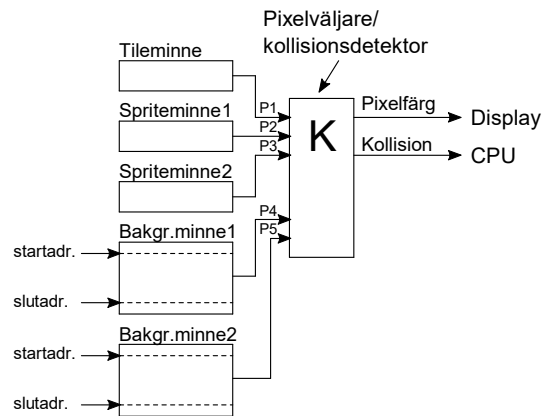 Pixelväljare/
kollisionsdetektor
Tileminne
P1
Pixelfärg
Display
Spriteminne1
P2
K
P3
Kollision
CPU
Spriteminne2
P4
Bakgr.minne1
P5
startadr.
slutadr.
Bakgr.minne2
startadr.
slutadr.